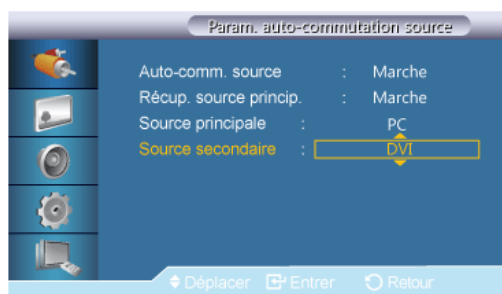 Param. auto-commutation source
Auto-comm. source : Marche
Récup. source princip. : Marche
Source principale : PC
Source secondaire : DVI
Déplacer Entrer Retour